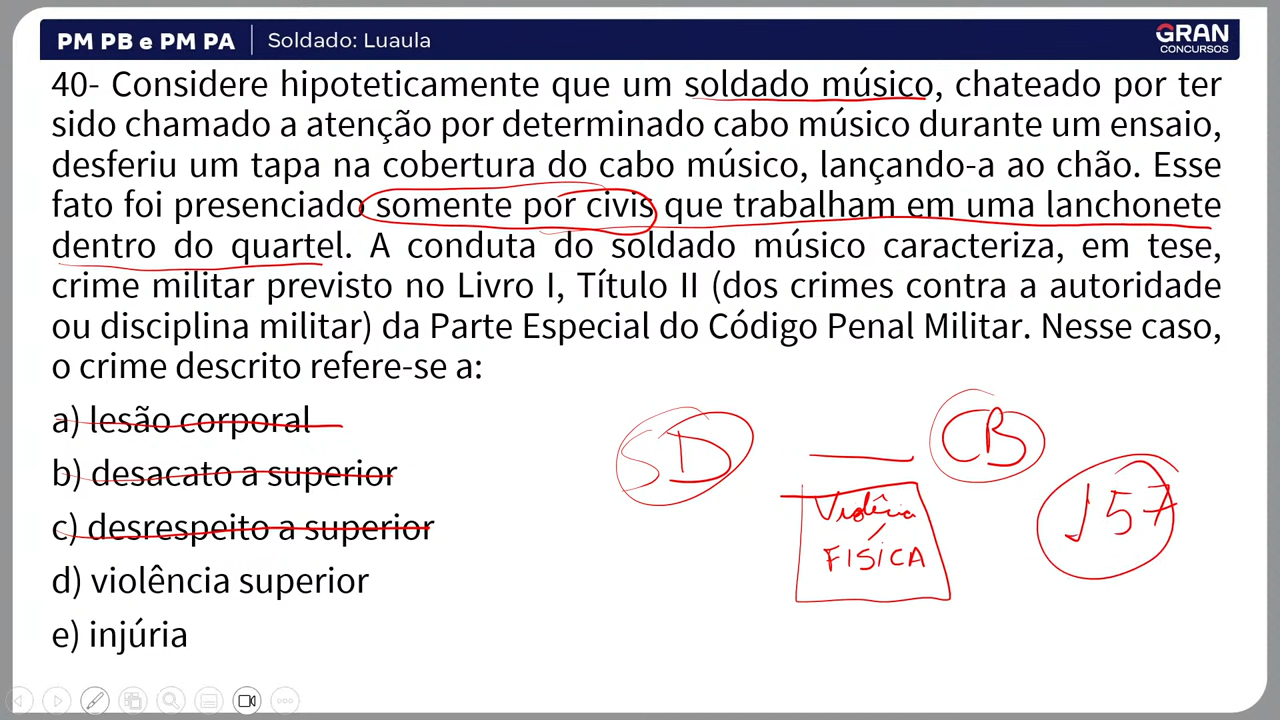 PM PB e PM PA
Soldado: Luaula
GRAN
CONCURSOS
40- Considere hipoteticamente que um soldado músico, chateado por ter
sido chamado a atenção por determinado cabo músico durante um ensaio,
desferiu um tapa na cobertura do cabo músico, lançando-a ao chão. Esse
fato foi presenciado somente por civis que trabalham em uma lanchonete
dentro do quartel. A conduta do soldado músico caracteriza, em tese,
crime militar previsto no Livro I, Título II (dos crimes contra a autoridade
ou disciplina militar) da Parte Especial do Código Penal Militar. Nesse caso,
o crime descrito refere-se a:
a) lesão corporal
b) desacato a superior
c) desrespeito a superior
d) violência superior
e) injúria
SD
CB
Violência
FISICA
157